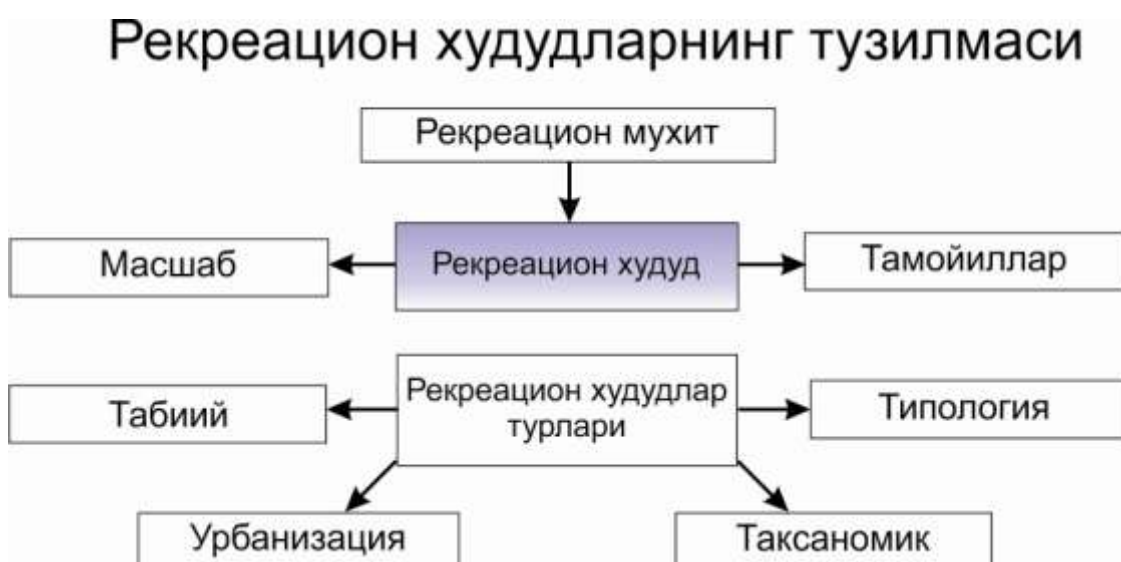 Рекреацион худудларнинг тузилмаси
Рекреацион мухит
Масшаб
Рекреацион худуд
Тамойиллар
Табиий
Рекреацион худудлар
турлари
Типология
Урбанизация
Таксаномик